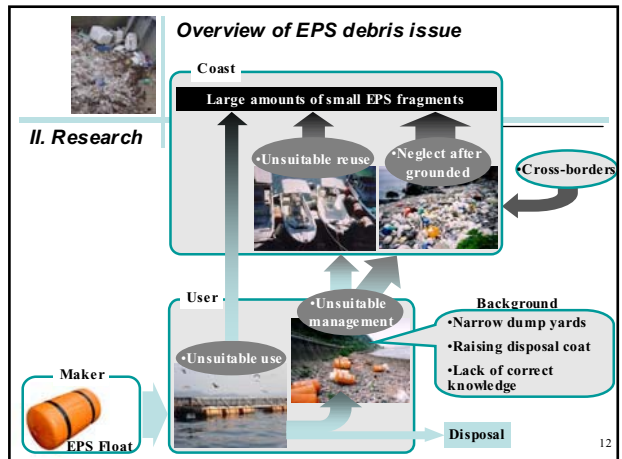 Overview of EPS debris issue
Coast
Large amounts of small EPS fragments
II. Research
•Unsuitable reuse
•Neglect after
grounded
•Cross-borders
User
•Unsuitable
management
Background
•Narrow dump yards
•Raising disposal coat
•Lack of correct
knowledge
•Unsuitable use
Maker
EPS Float
Disposal
12